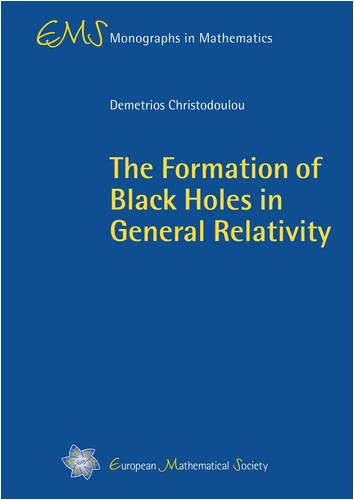 EMS Monographs in Mathematics
Demetrios Christodoulou
The Formation of
Black Holes in
General Relativity
European Mathematical Society